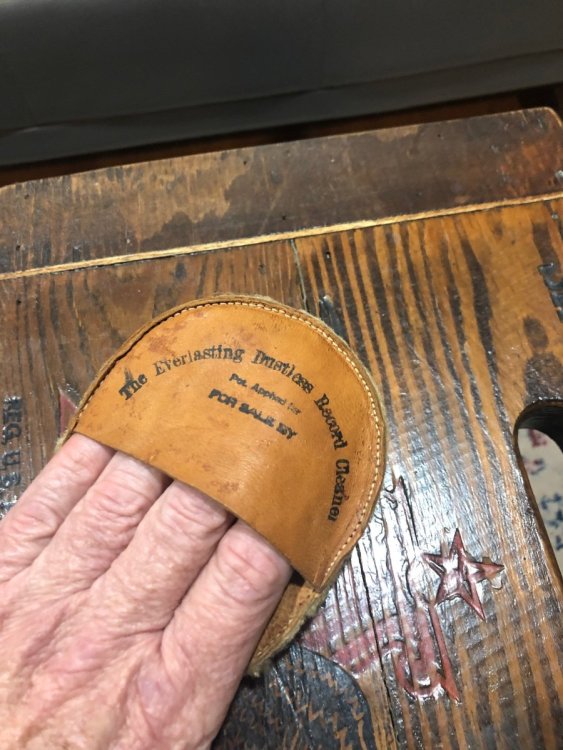 The Everlasting Dustless Record Cleaner
Pat. Applied for
FOR SALE BY